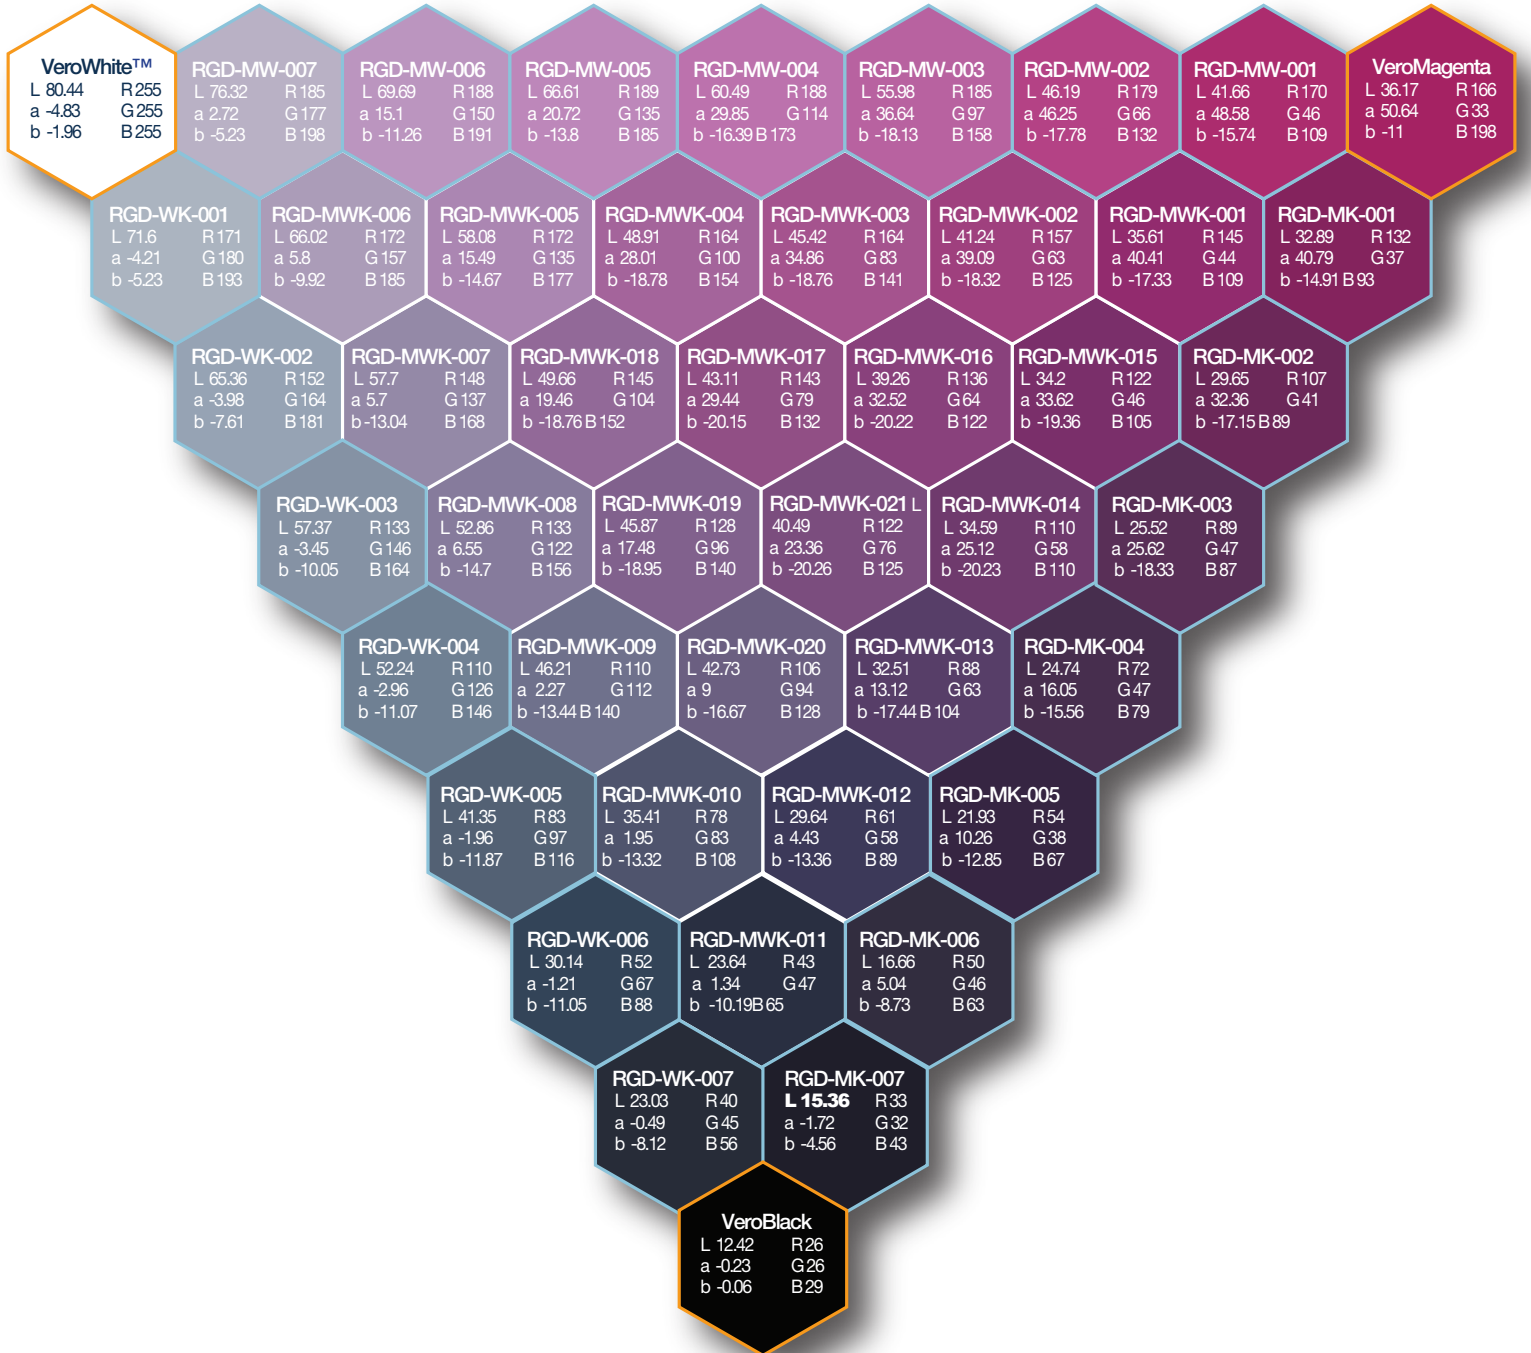 VeroWhite™
L 80.44 R 255
a -4.83 G 255
b -1.96 B 255
RGD-MW-007
L 76.32 R 185
a 2.72 G 177
b -5.23 B 198
RGD-MW-006
L 69.69 R 188
a 15.1 G 150
b -11.26 B 191
RGD-MW-005
L 66.61 R 189
a 20.72 G 135
b -13.8 B 185
RGD-MW-004
L 60.49 R 188
a 29.85 G 114
b -16.39 B 173
RGD-MW-003
L 55.98 R 185
a 36.64 G 97
b -18.13 B 158
RGD-MW-002
L 46.19 R 179
a 46.25 G 66
b -17.78 B 132
RGD-MW-001
L 41.66 R 170
a 48.58 G 46
b -15.74 B 109
VeroMagenta
L 36.17 R 166
a 50.64 G 33
b -11 B 198
RGD-WK-001
L 71.6 R 171
a -4.21 G 180
b -5.23 B 193
RGD-MWK-006
L 66.02 R 172
a 5.8 G 157
b -9.92 B 185
RGD-MWK-005
L 58.08 R 172
a 15.49 G 135
b -14.67 B 177
RGD-MWK-004
L 48.91 R 164
a 28.01 G 100
b -18.78 B 154
RGD-MWK-003
L 45.42 R 164
a 34.86 G 83
b -18.76 B 141
RGD-MWK-002
L 41.24 R 157
a 39.09 G 63
b -18.32 B 125
RGD-MWK-001
L 35.61 R 145
a 40.41 G 44
b -17.33 B 109
RGD-MK-001
L 32.89 R 132
a 40.79 G 37
b -14.91 B 93
RGD-WK-002
L 65.36 R 152
a -3.98 G 164
b -7.61 B 181
RGD-MWK-007
L 57.7 R 148
a 5.7 G 137
b -13.04 B 168
RGD-MWK-018
L 49.66 R 145
a 19.46 G 104
b -18.76 B 152
RGD-MWK-017
L 43.11 R 143
a 29.44 G 79
b -20.15 B 132
RGD-MWK-016
L 39.26 R 136
a 32.52 G 64
b -20.22 B 122
RGD-MWK-015
L 34.2 R 122
a 33.62 G 46
b -19.36 B 105
RGD-MK-002
L 29.65 R 107
a 32.36 G 41
b -17.15 B 89
RGD-WK-003
L 57.37 R 133
a -3.45 G 146
b -10.05 B 164
RGD-MWK-008
L 52.86 R 133
a 6.55 G 122
b -14.7 B 156
RGD-MWK-019
L 45.87 R 128
a 17.48 G 96
b -18.95 B 140
RGD-MWK-021 L
40.49 R 122
a 23.36 G 76
b -20.26 B 125
RGD-MWK-014
L 34.59 R 110
a 25.12 G 58
b -20.23 B 110
RGD-MK-003
L 25.52 R 89
a 25.62 G 47
b -18.33 B 87
RGD-WK-004
L 52.24 R 110
a -2.96 G 126
b -11.07 B 146
RGD-MWK-009
L 46.21 R 110
a 2.27 G 112
b -13.44 B 140
RGD-MWK-020
L 42.73 R 106
a 9 G 94
b -16.67 B 128
RGD-MWK-013
L 32.51 R 88
a 13.12 G 63
b -17.44 B 104
RGD-MK-004
L 24.74 R 72
a 16.05 G 47
b -15.56 B 79
RGD-WK-005
L 41.35 R 83
a -1.96 G 97
b -11.87 B 116
RGD-MWK-010
L 35.41 R 78
a 1.95 G 83
b -13.32 B 108
RGD-MWK-012
L 29.64 R 61
a 4.43 G 58
b -13.36 B 89
RGD-MK-005
L 21.93 R 54
a 10.26 G 38
b -12.85 B 67
RGD-WK-006
L 30.14 R 52
a -1.21 G 67
b -11.05 B 88
RGD-MWK-011
L 23.64 R 43
a 1.34 G 47
b -10.19 B 65
RGD-MK-006
L 16.66 R 50
a 5.04 G 46
b -8.73 B 63
RGD-WK-007
L 23.03 R 40
a -0.49 G 45
b -8.12 B 56
RGD-MK-007
L 15.36 R 33
a -1.72 G 32
b -4.56 B 43
VeroBlack
L 12.42 R 26
a -0.23 G 26
b -0.06 B 29